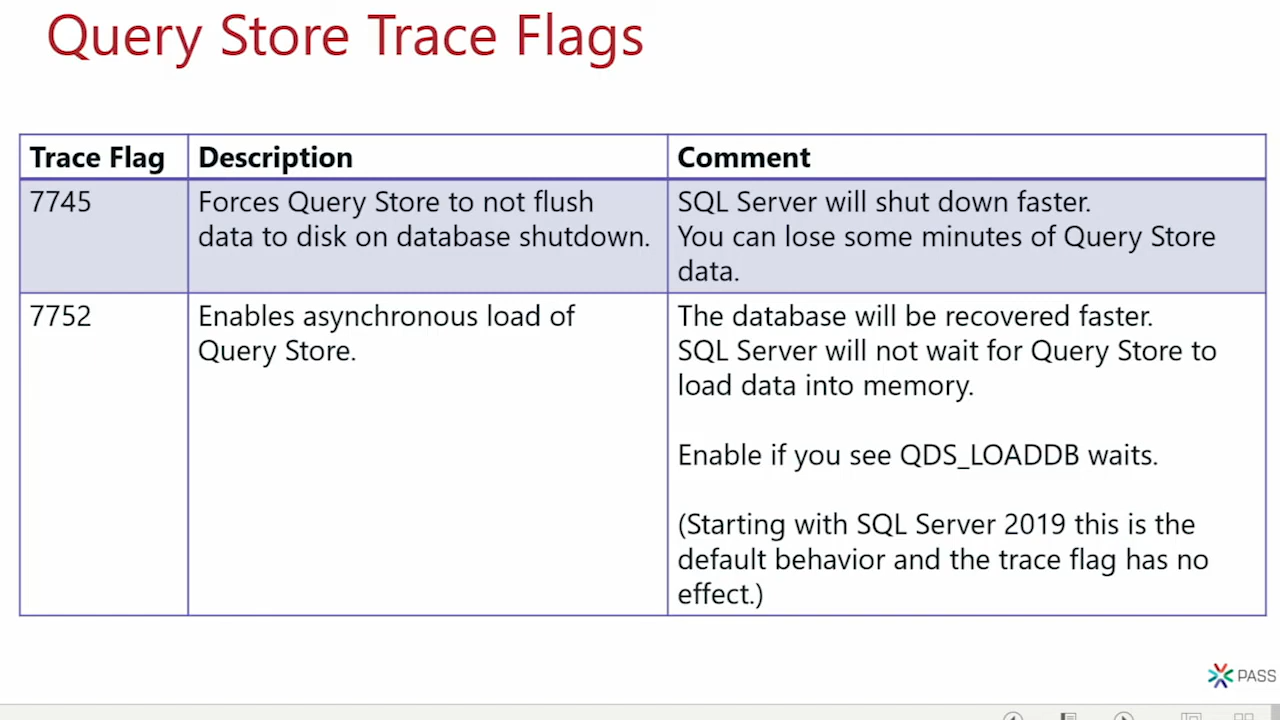 Query Store Trace Flags
Trace Flag
Description
Comment
7745
Forces Query Store to not flush
data to disk on database shutdown.
SQL Server will shut down faster.
You can lose some minutes of Query Store
data.
7752
Enables asynchronous load of
Query Store.
The database will be recovered faster.
SQL Server will not wait for Query Store to
load data into memory.
Enable if you see QDS_LOADDB waits.
(Starting with SQL Server 2019 this is the
default behavior and the trace flag has no
effect.)
PASS